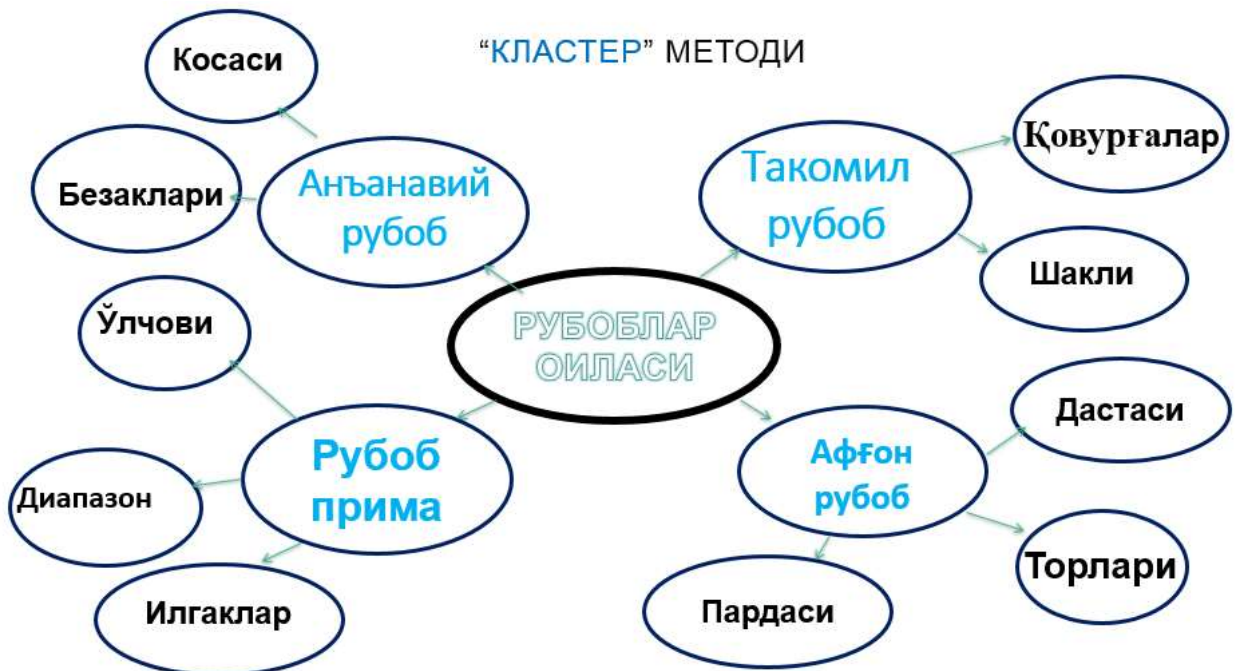 “КЛАСТЕР” МЕТОДИ
Косаси
Безаклари
Анъанавий
рубоб
Такомил
рубоб
Қовурғалар
Шакли
РУБОБЛАР
ОИЛАСИ
Ўлчови
Рубоб
прима
Диапазон
Илгаклар
Афғон
рубоб
Дастаси
Торлари
Пардаси